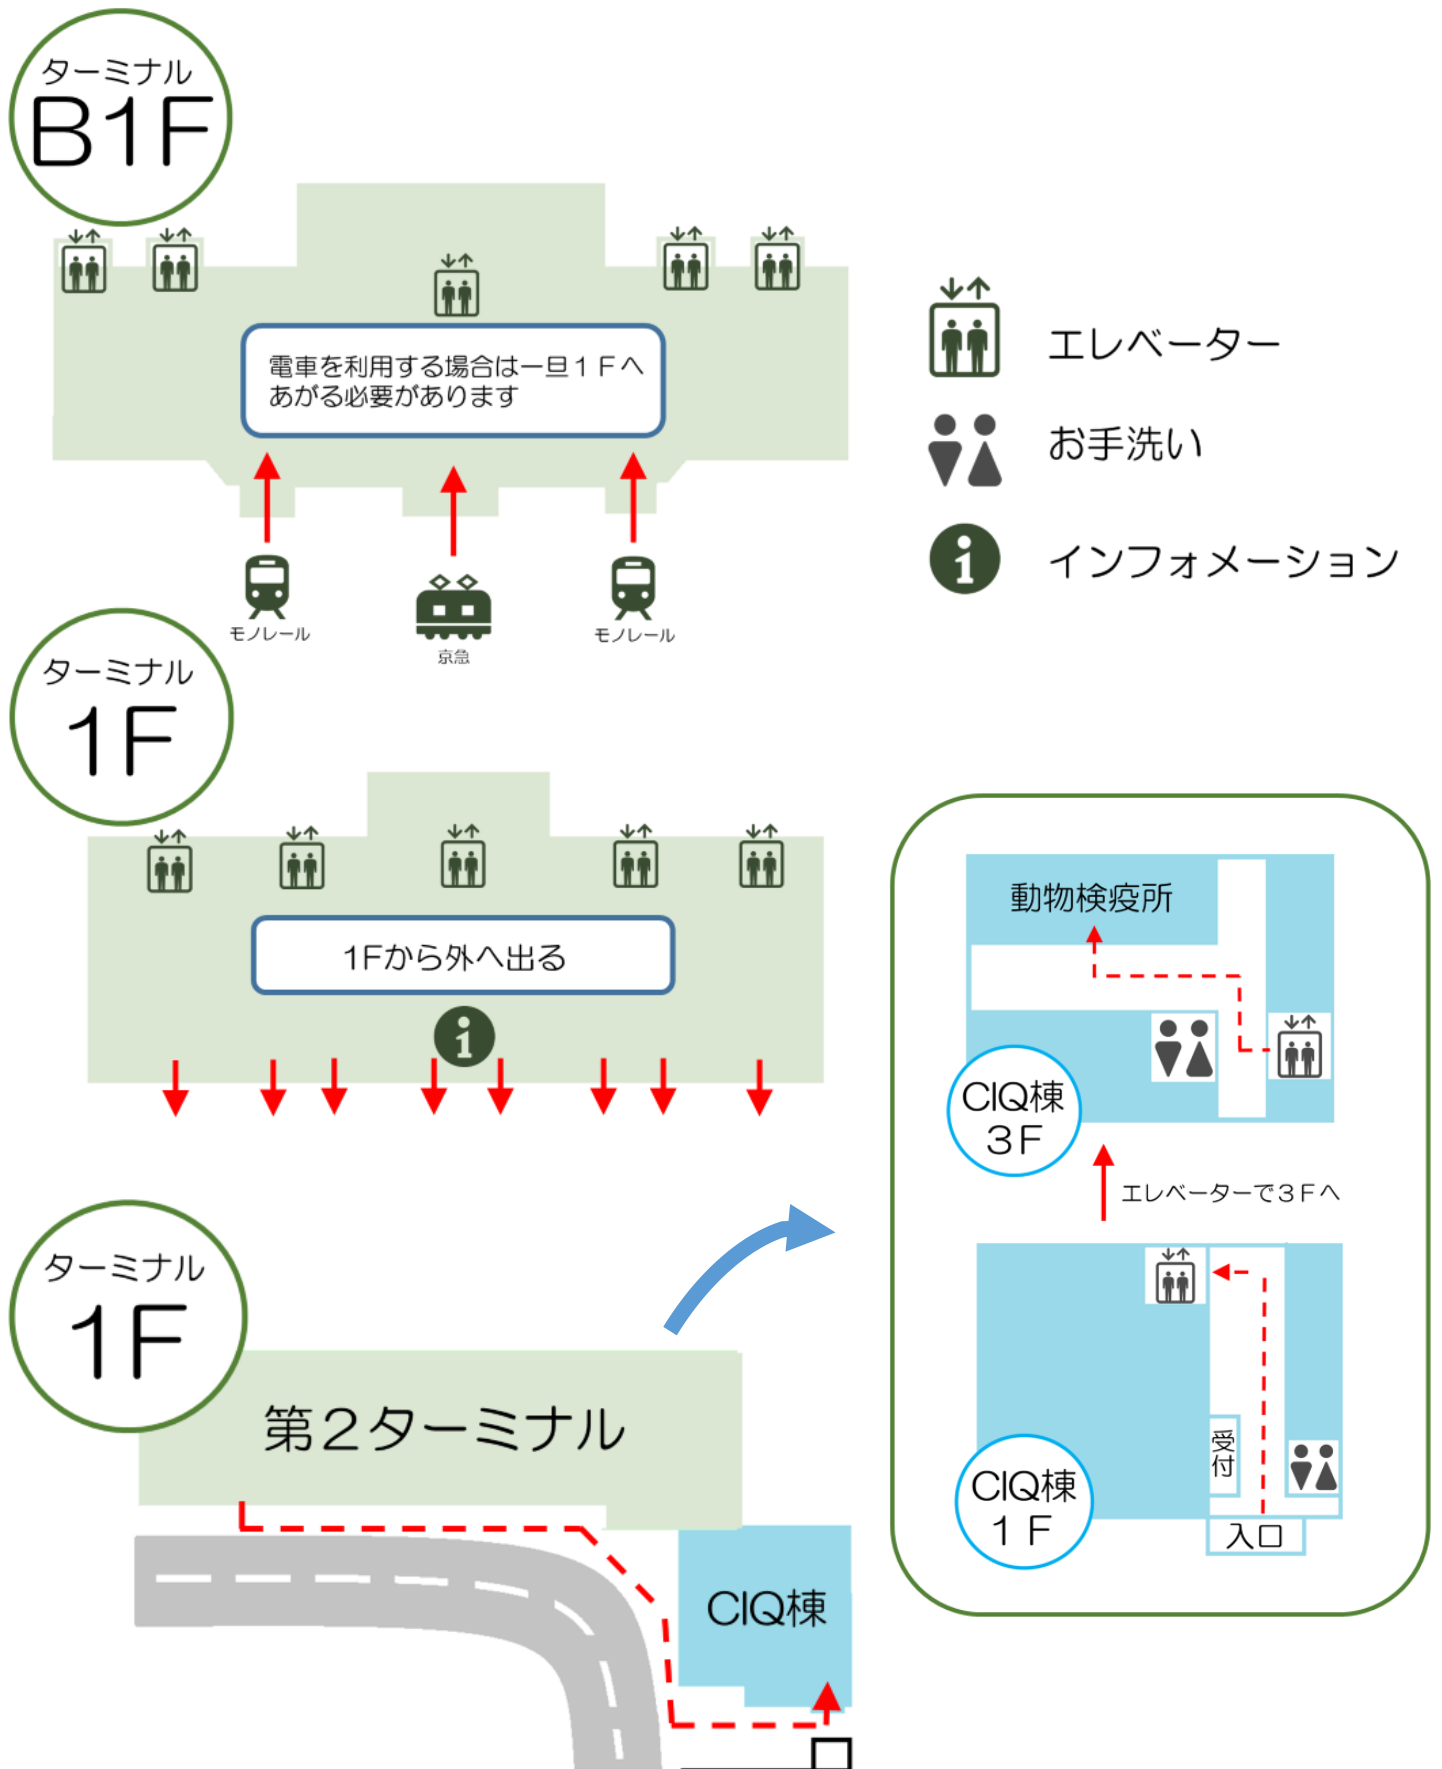 ターミナル
B1F
電車を利用する場合は一旦１Ｆへ
あがる必要があります
モノレール
京急
モノレール
エレベーター
お手洗い
インフォメーション
ターミナル
1F
1Fから外へ出る
ターミナル
1F
第２ターミナル
CIQ棟
動物検疫所
CIQ棟
３Ｆ
エレベーターで３Ｆへ
受付
CIQ棟
１Ｆ
入口